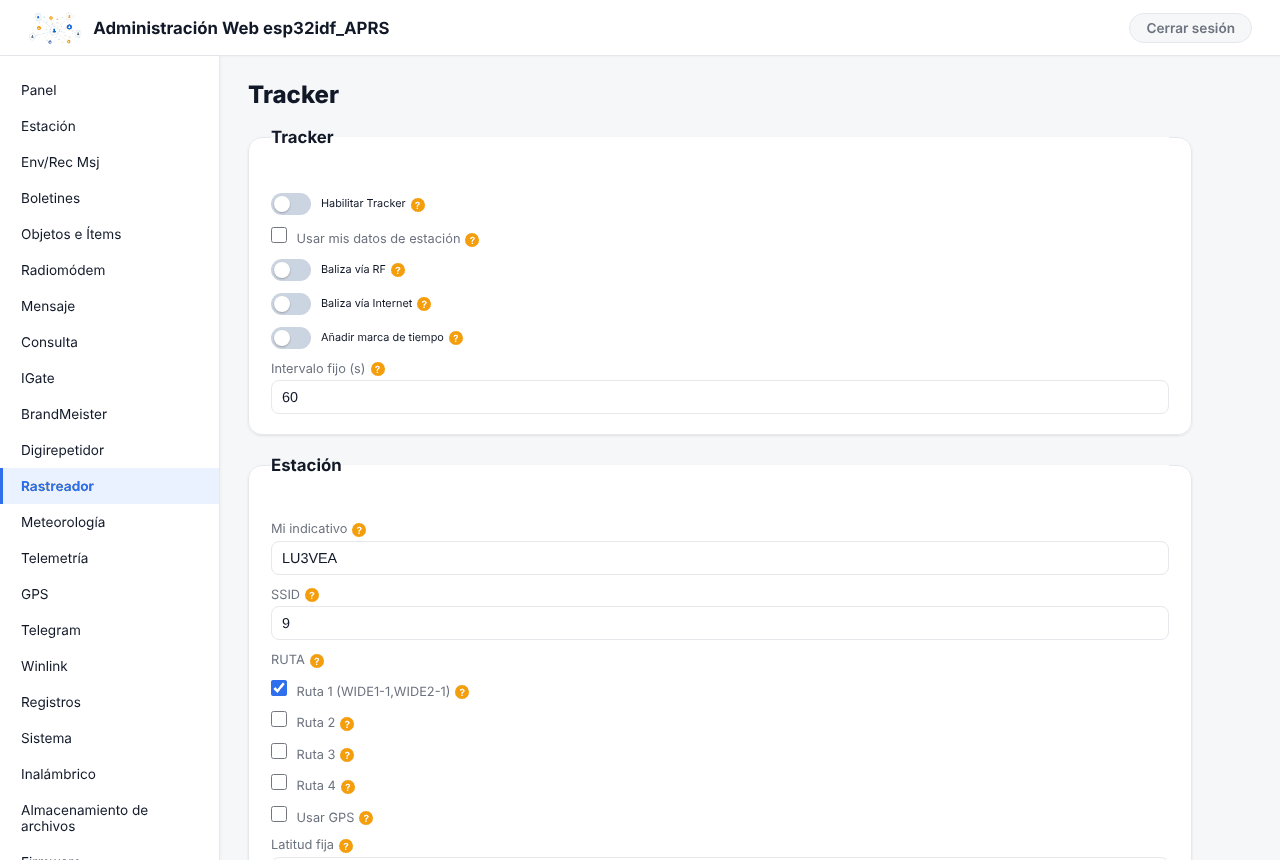 Administración Web esp32idf_APRS
Cerrar sesión
Panel
Estación
Env/Rec Msj
Boletines
Objetos e Ítems
Radiomódem
Mensaje
Consulta
IGate
BrandMeister
Digirepetidor
Rastreador
Meteorología
Telemetría
GPS
Telegram
Winlink
Registros
Sistema
Inalámbrico
Almacenamiento de
archivos
Tracker
Tracker
Habilitar Tracker ?
Usar mis datos de estación ?
Baliza vía RF ?
Baliza vía Internet ?
Añadir marca de tiempo ?
Intervalo fijo (s) ?
60
Estación
Mi indicativo ?
LU3VEA
SSID ?
9
RUTA ?
Ruta 1 (WIDE1-1,WIDE2-1) ?
Ruta 2 ?
Ruta 3 ?
Ruta 4 ?
Usar GPS ?
Latitud fija ?